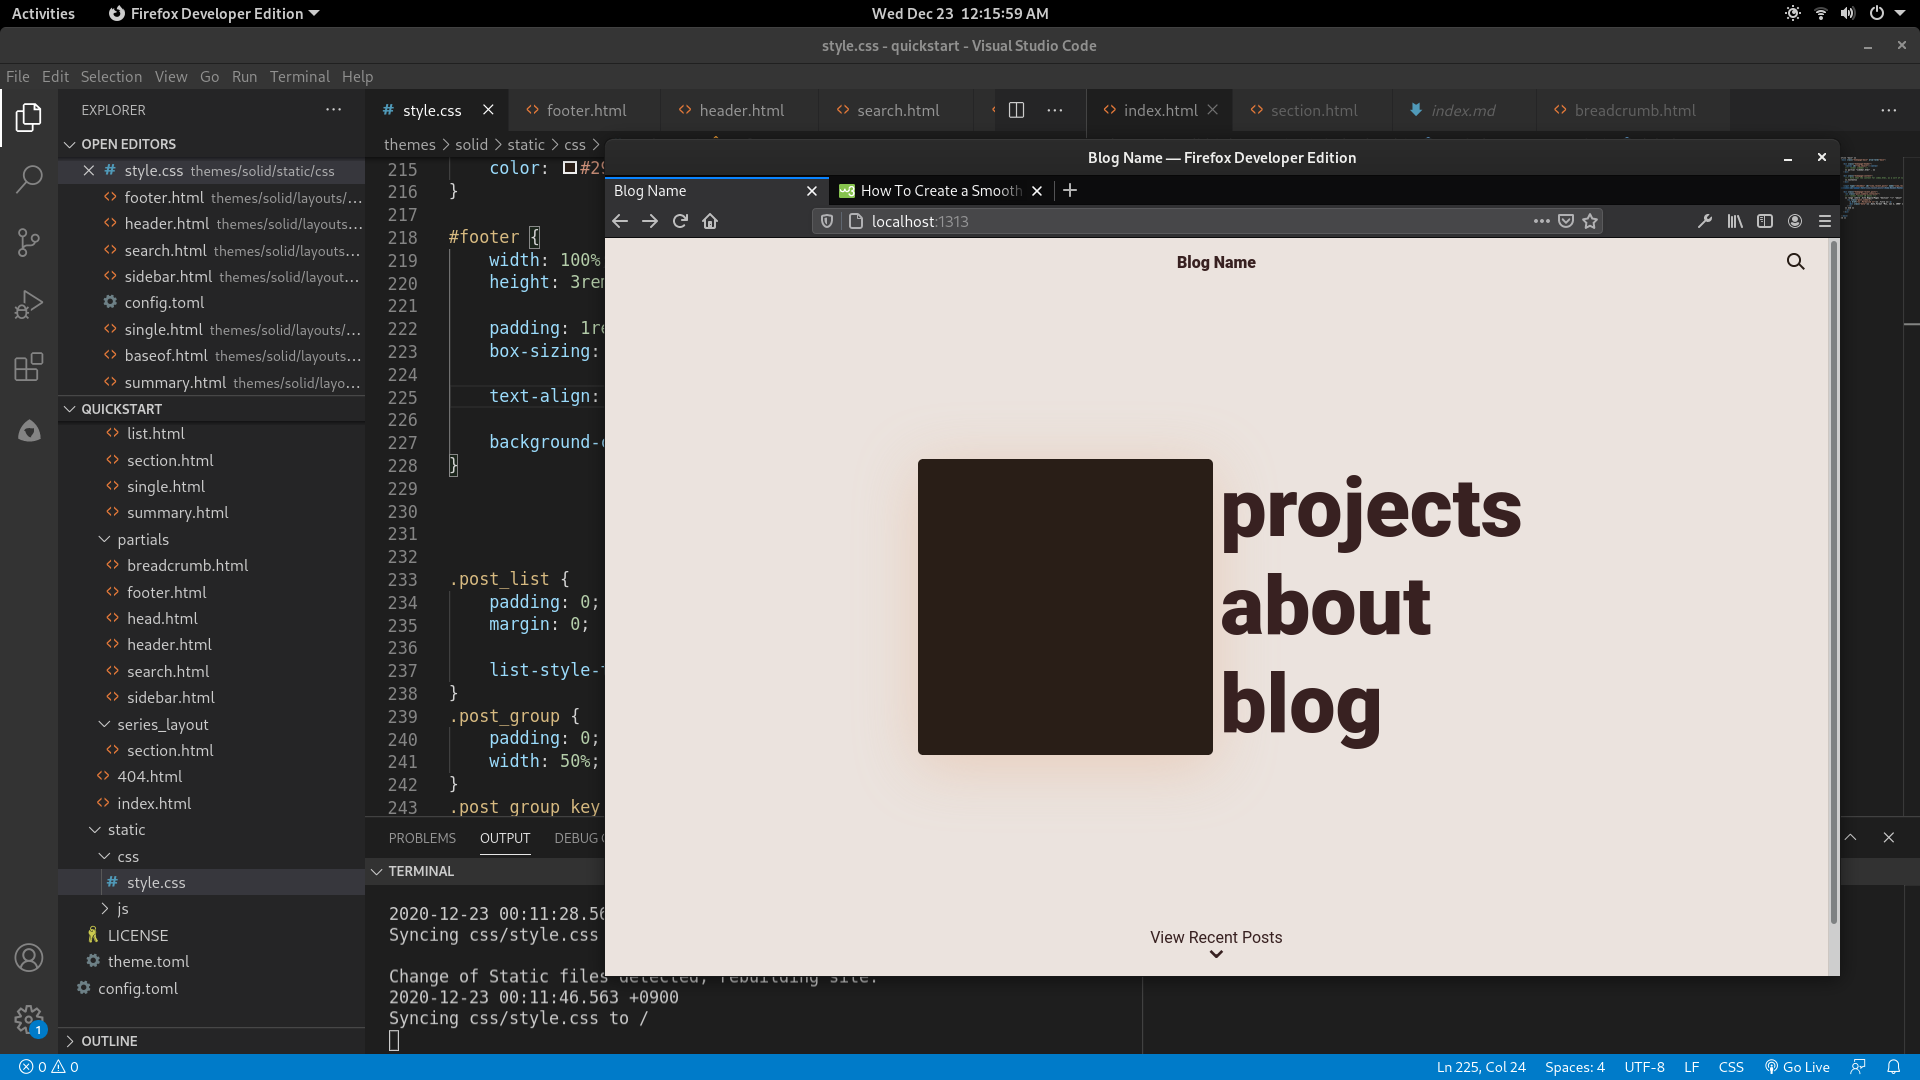 Activities
Firefox Developer Edition
Wed Dec 23  12:15:59 AM
style.css - quickstart - Visual Studio Code
File Edit Selection View Go Run Terminal Help
EXPLORER
OPEN EDITORS
style.css themes/solid/static/css
footer.html themes/solid/layouts/...
header.html themes/solid/layouts...
search.html themes/solid/layouts...
sidebar.html themes/solid/layout...
config.toml
single.html themes/solid/layouts/...
baseof.html themes/solid/layouts...
summary.html themes/solid/layo...
QUICKSTART
list.html
section.html
single.html
summary.html
partials
breadcrumb.html
footer.html
head.html
header.html
search.html
sidebar.html
series_layout
section.html
404.html
index.html
static
css
style.css
js
LICENSE
theme.toml
config.toml
OUTLINE
style.css footer.html header.html search.html
index.html section.html index.md breadcrumb.html
themes > solid > static > css >
215 color: #29
216 }
217
218 #footer {
219 width: 100%
220 height: 3rem
221
222 padding: 1re
223 box-sizing:
224
225 text-align:
226
227 background-c
228 }
229
230
231
232
233 .post_list {
234 padding: 0;
235 margin: 0;
236
237 list-style-t
238 }
239 .post_group {
240 padding: 0;
241 width: 50%;
242 }
243 .post_group_key
PROBLEMS OUTPUT DEBUG
TERMINAL
2020-12-23 00:11:28.56
Syncing css/style.css
Change of Static files detected, rebuilding site.
2020-12-23 00:11:46.563 +0900
Syncing css/style.css to /
Blog Name — Firefox Developer Edition
Blog Name
How To Create a Smooth
localhost:1313
Blog Name
projects
about
blog
View Recent Posts
1
0 0
Ln 225, Col 24 Spaces: 4 UTF-8 LF CSS Go Live